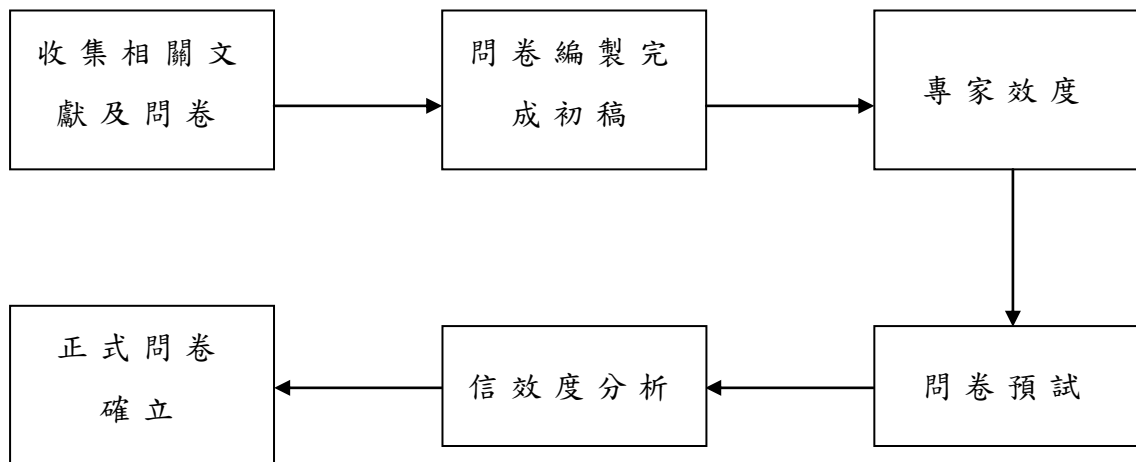 收集相關文
獻及問卷
問卷編製完
成初稿
專家效度
問卷預試
信效度分析
正式問卷
確立